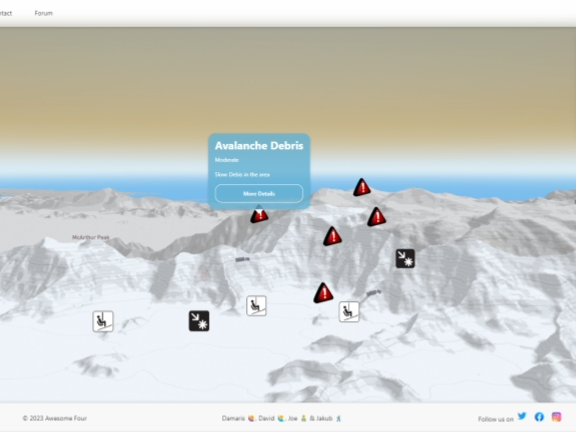 ntact Forum
Avalanche Debris
Moderate
Slow Debis in the area
More Details
McArthur Peak
© 2023 Awesome Four
Damaris , David , Joe & Jakub
Follow us on